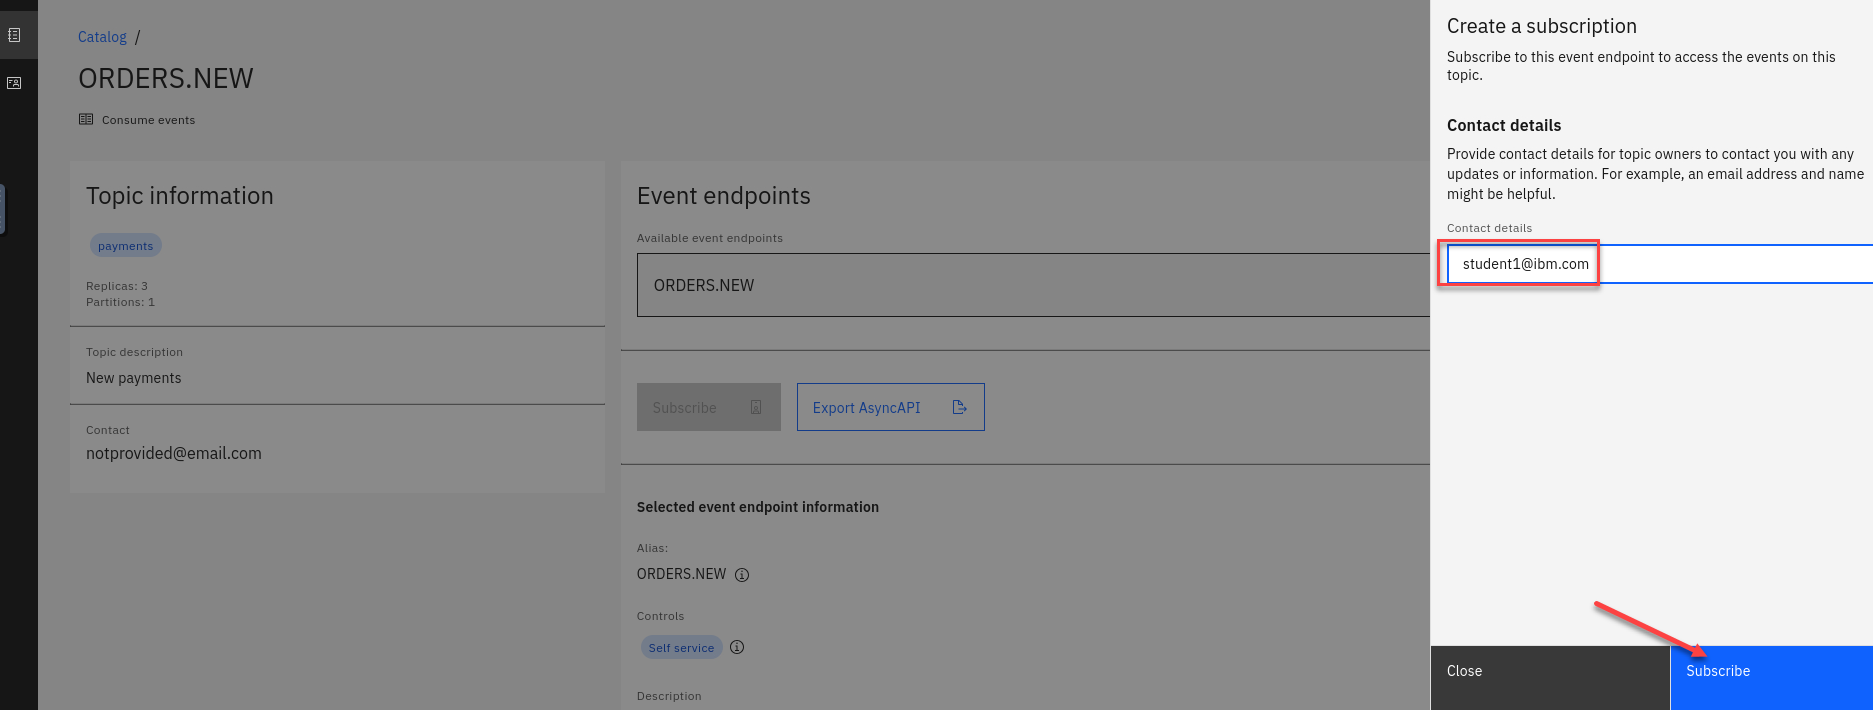 Catalog /
ORDERS.NEW
Consume events
Topic information
payments
Replicas: 3
Partitions: 1
Topic description
New payments
Contact
notprovided@email.com
Event endpoints
Available event endpoints
ORDERS.NEW
Subscribe
Export AsyncAPI
Selected event endpoint information
Alias:
ORDERS.NEW
Controls
Self service
Description
Create a subscription
Subscribe to this event endpoint to access the events on this
topic.
Contact details
Provide contact details for topic owners to contact you with any
updates or information. For example, an email address and name
might be helpful.
Contact details
student1@ibm.com
Close
Subscribe